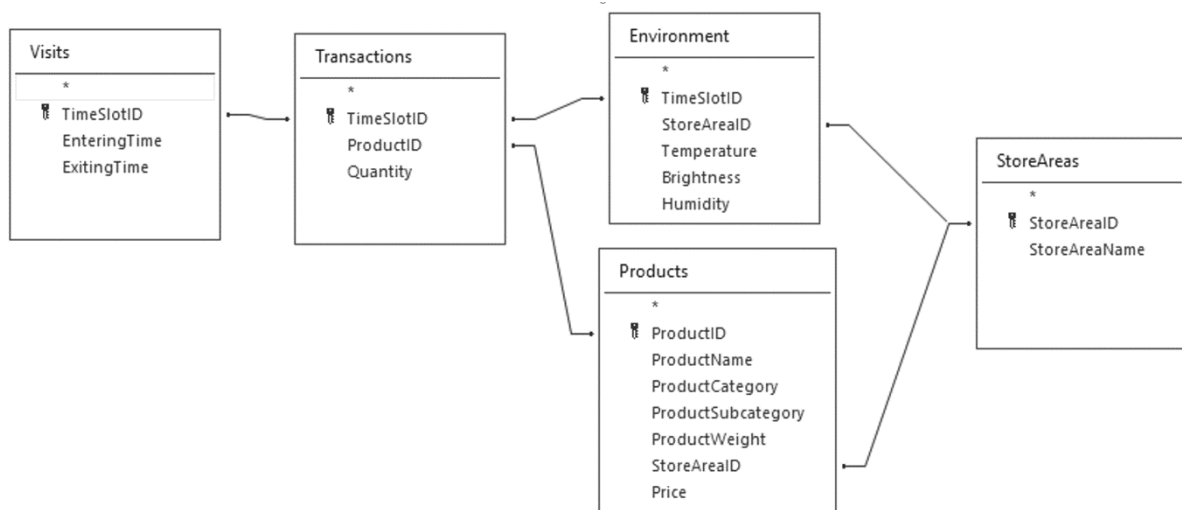 Visits
*
TimeSlotID
EnteringTime
ExitingTime
Transactions
*
TimeSlotID
ProductID
Quantity
Environment
*
TimeSlotID
StoreAreaID
Temperature
Brightness
Humidity
Products
*
ProductID
ProductName
ProductCategory
ProductSubcategory
ProductWeight
StoreAreaID
Price
StoreAreas
*
StoreAreaID
StoreAreaName